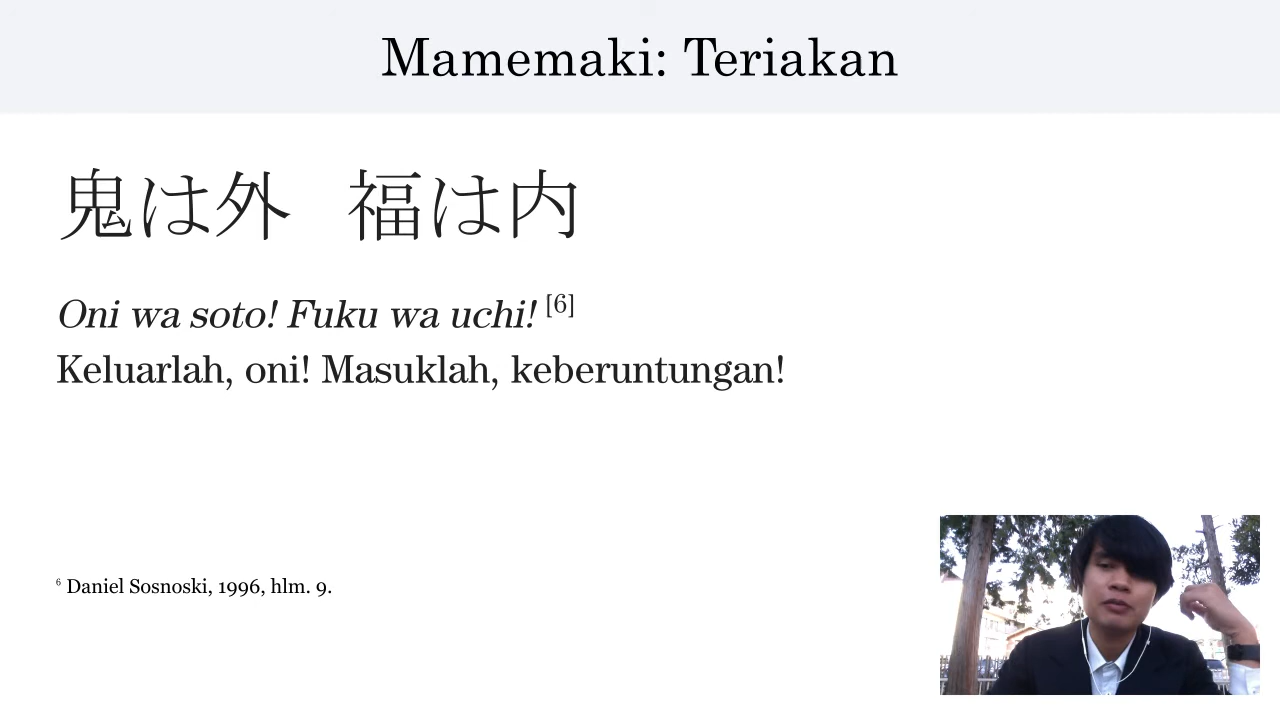 Mamemaki: Teriakan
鬼は外 福は内
Oni wa soto! Fuku wa uchi! [6]
Keluarlah, oni! Masuklah, keberuntungan!
6 Daniel Sosnoski, 1996, hlm. 9.